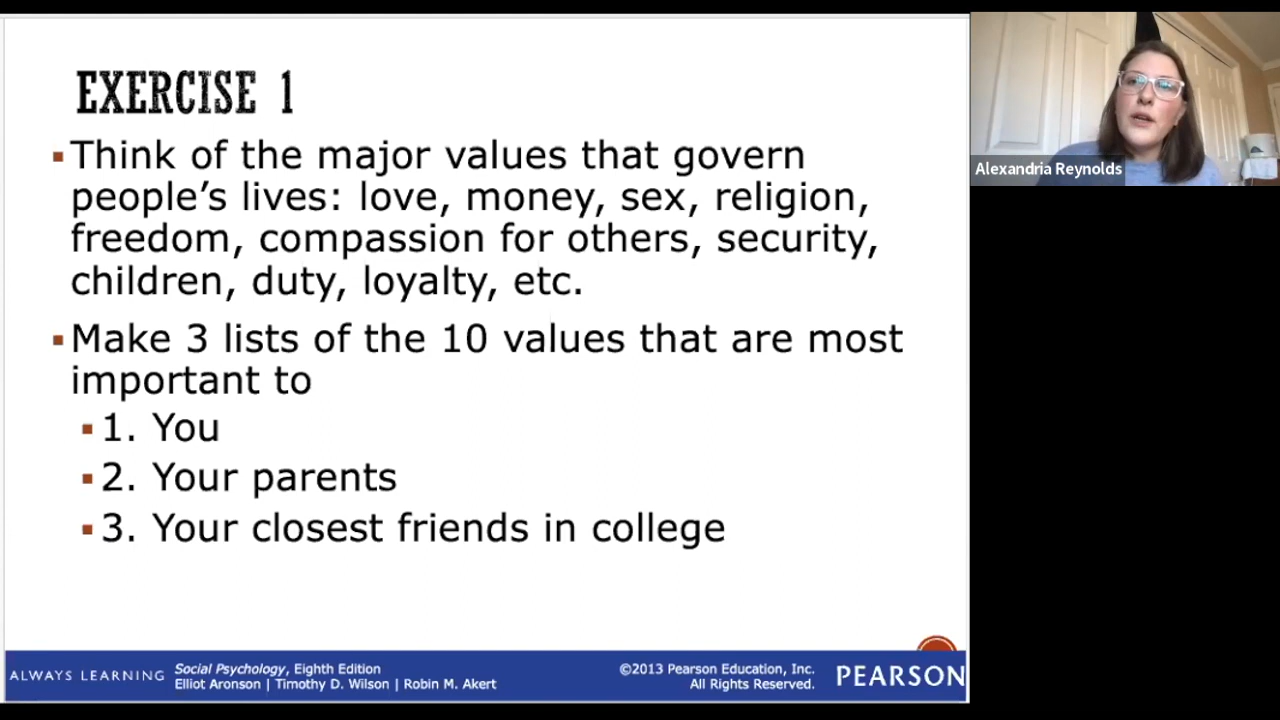 EXERCISE 1
Think of the major values that govern
people's lives: love, money, sex, religion,
freedom, compassion for others, security,
children, duty, loyalty, etc.
Make 3 lists of the 10 values that are most
important to
1. You
2. Your parents
3. Your closest friends in college
ALWAYS LEARNING
Social Psychology, Eighth Edition
Elliot Aronson | Timothy D. Wilson | Robin M. Akert
©2013 Pearson Education, Inc.
All Rights Reserved.
PEARSON
Alexandria Reynolds